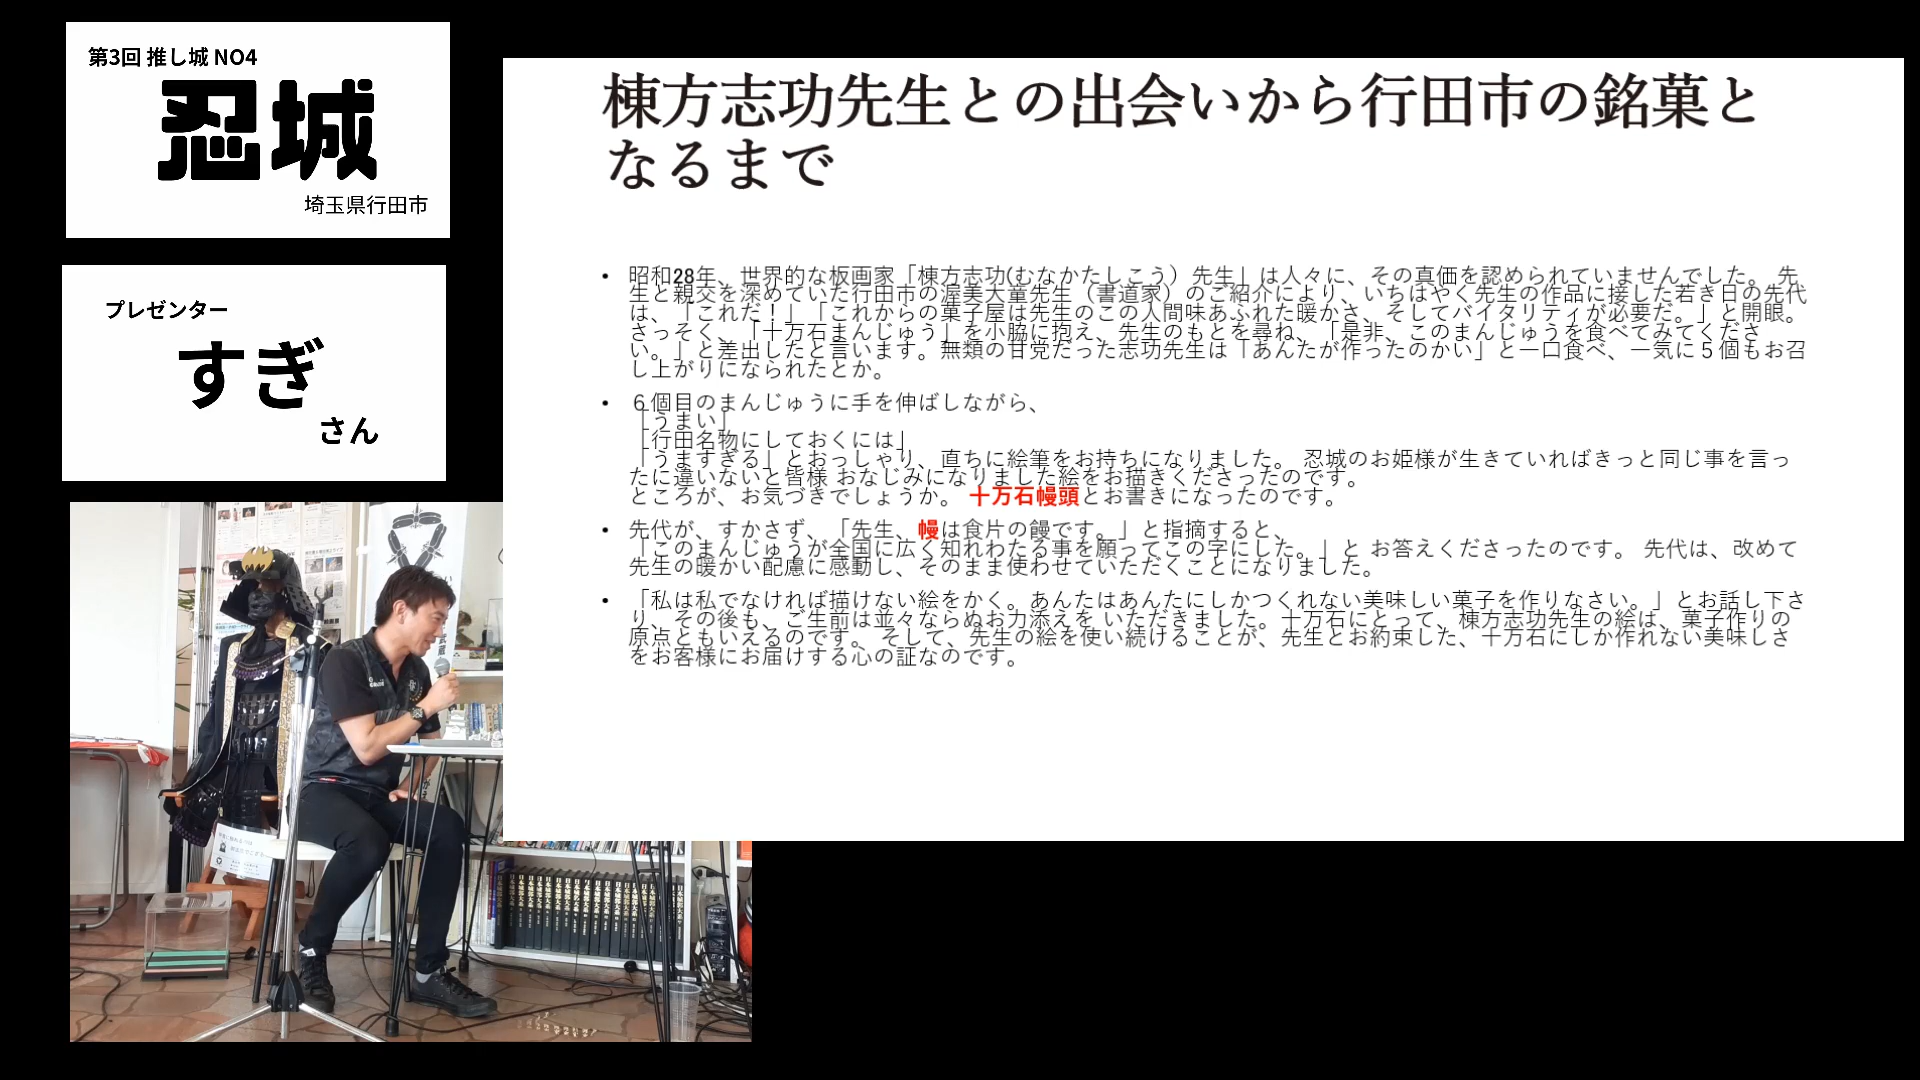 第3回 推し城 NO4
忍城
埼玉県行田市
プレゼンター
すぎ
さん
棟方志功先生との出会いから行田市の銘菓と
なるまで
• 昭和28年、世界的な板画家「棟方志功(むなかたしこう）先生」は人々に、その真価を認められていませんでした。 先
生と親交を深めていた行田市の渥美大童先生（書道家）のご紹介により、いちはやく先生の作品に接した若き日の先代
は、「これだ！」「これからの菓子屋は先生のこの人間味あふれた暖かさ、そしてバイタリティが必要だ。」と開眼。
さっそく、「十万石まんじゅう」を小脇に抱え、先生のもとを尋ね、「是非、このまんじゅうを食べてみてくださ
い。」と差出したと言います。無類の甘党だった志功先生は「あんたが作ったのかい」と一口食べ、一気に５個もお召
し上がりになられたとか。
• ６個目のまんじゅうに手を伸ばしながら、
「うまい」
「行田名物にしておくには」
「うますぎる」とおっしゃり、直ちに絵筆をお持ちになりました。 忍城のお姫様が生きていればきっと同じ事を言っ
たに違いないと皆様 おなじみになりました絵をお描きくださったのです。
ところが、お気づきでしょうか。 十万石幔頭とお書きになったのです。
• 先代が、すかさず、「先生、幔は食片の饅です。」と指摘すると、
「このまんじゅうが全国に広く知れわたる事を願ってこの字にした。」と お答えくださったのです。 先代は、改めて
先生の暖かい配慮に感動し、そのまま使わせていただくことになりました。
• 「私は私でなければ描けない絵をかく。あんたはあんたにしかつくれない美味しい菓子を作りなさい。」とお話し下さ
り、その後も、ご生前は並々ならぬお力添えを いただきました。十万石にとって、棟方志功先生の絵は、菓子作りの
原点ともいえるのです。 そして、先生の絵を使い続けることが、先生とお約束した、十万石にしか作れない美味しさ
をお客様にお届けする心の証なのです。
日本城郭大系